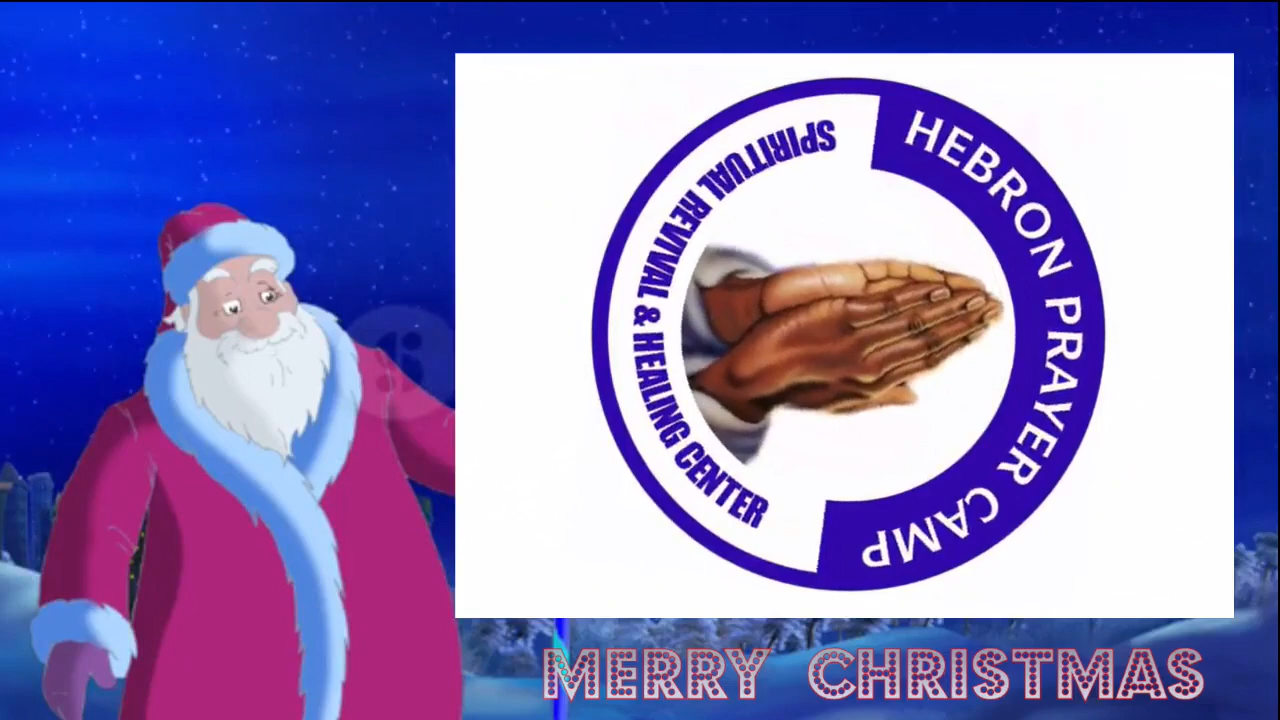 HEBRON PRAYER CAMP
SPIRITUAL REVIVAL & HEALING CENTER
MERRY CHRISTMAS